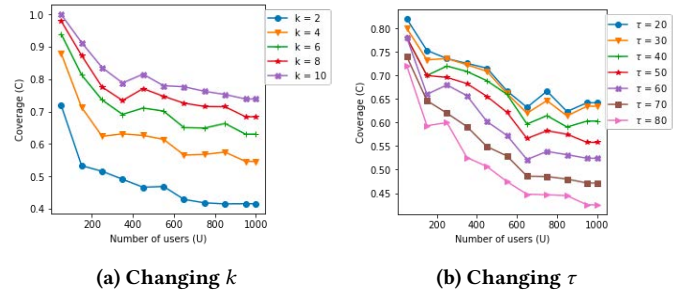 1.0
0.9
0.8
0.7
0.6
0.5
0.4
Coverage (C)
200 400 600 800 1000
Number of users (U)
k = 2
k = 4
k = 6
k = 8
k = 10
0.80
0.75
0.70
0.65
0.60
0.55
0.50
0.45
Coverage (C)
200 400 600 800 1000
Number of users (U)
τ = 20
τ = 30
τ = 40
τ = 50
τ = 60
τ = 70
τ = 80
(a) Changing k
(b) Changing τ